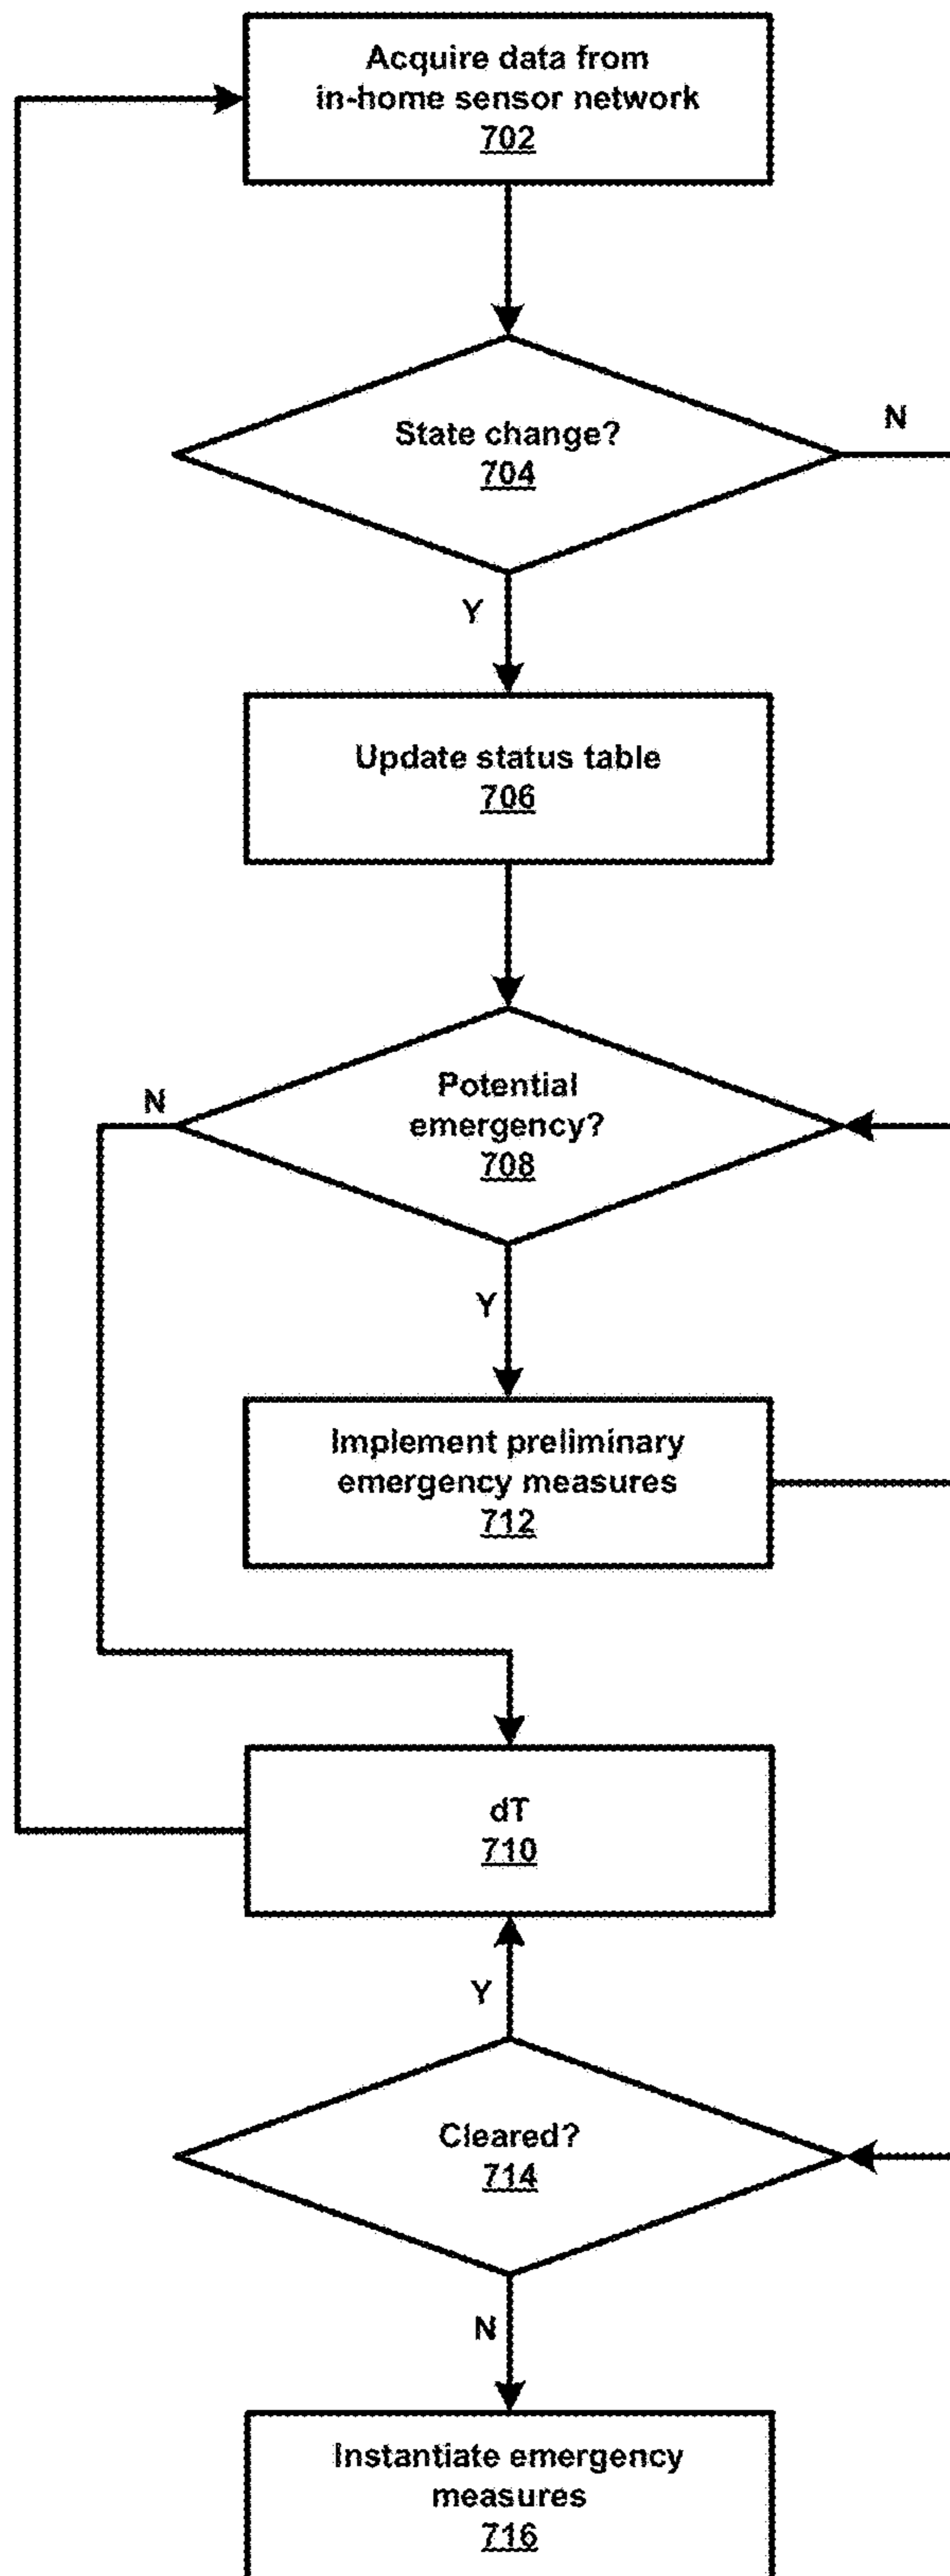 Acquire data from
in-home sensor network
702
State change?
704
N
Y
Update status table
706
Potential
emergency?
708
N
Y
Implement preliminary
emergency measures
712
dT
710
Y
Cleared?
714
N
Instantiate emergency
measures
716